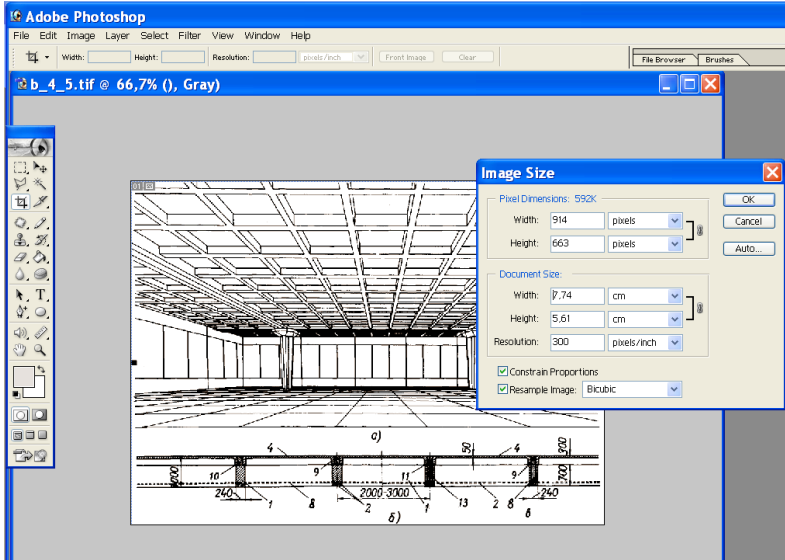 Adobe Photoshop
File Edit Image Layer Select Filter View Window Help
Width: Height: Resolution: pixels/inch Front Image Clear
File Browser Brushes
b_4_5.tif @ 66,7% (), Gray)
01
Image Size
Pixel Dimensions: 592K
Width: 914 pixels
Height: 663 pixels
Document Size:
Width: 7,74 cm
Height: 5,61 cm
Resolution: 300 pixels/inch
Constrain Proportions
Resample Image: Bicubic
OK
Cancel
Auto...
а)
4 50 4 300
10 9 11 9 700
240 1 8 2 2000-3000 1 13 2 8 240
б) в